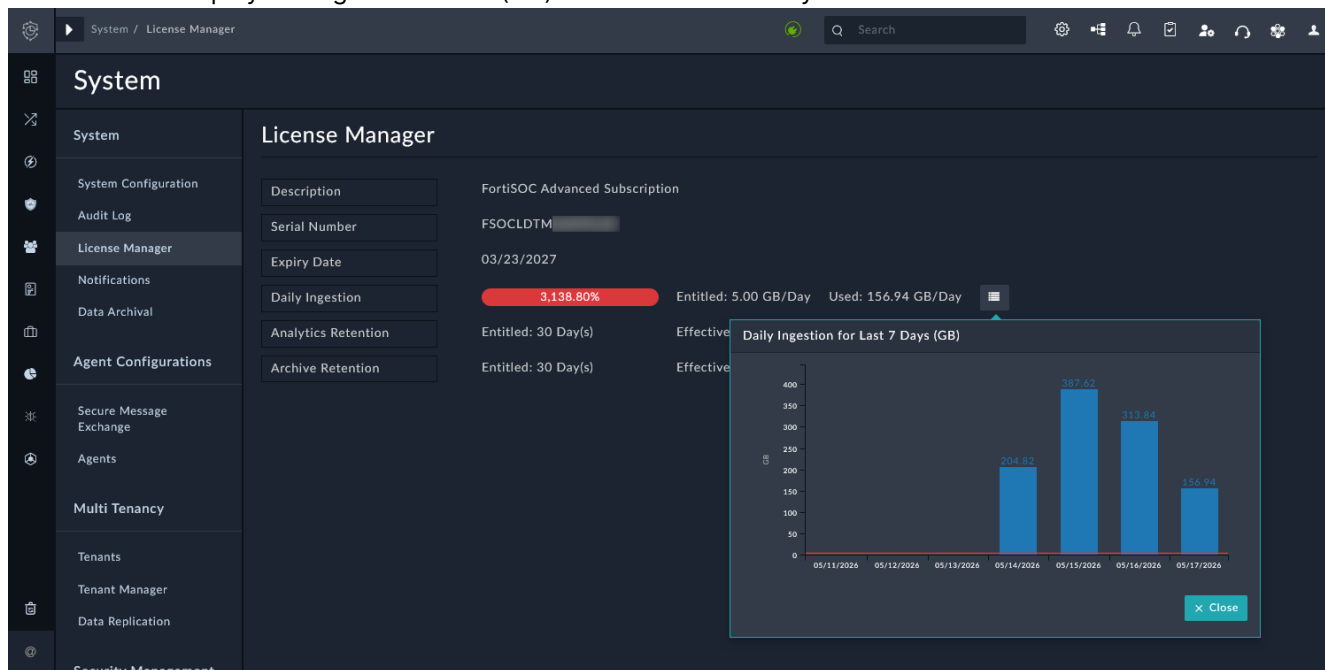 System / License Manager
Search
System
System
System Configuration
Audit Log
License Manager
Notifications
Data Archival
Agent Configurations
Secure Message
Exchange
Agents
Multi Tenancy
Tenants
Tenant Manager
Data Replication
License Manager
Description FortiSOC Advanced Subscription
Serial Number FSOCLDTM
Expiry Date 03/23/2027
Daily Ingestion 3,138.80% Entitled: 5.00 GB/Day Used: 156.94 GB/Day
Analytics Retention Entitled: 30 Day(s) Effective
Archive Retention Entitled: 30 Day(s) Effective
Daily Ingestion for Last 7 Days (GB)
GB
400
350
300
250
200
150
100
50
0
204.82
387.62
313.84
156.94
05/11/2026 05/12/2026 05/13/2026 05/14/2026 05/15/2026 05/16/2026 05/17/2026
× Close